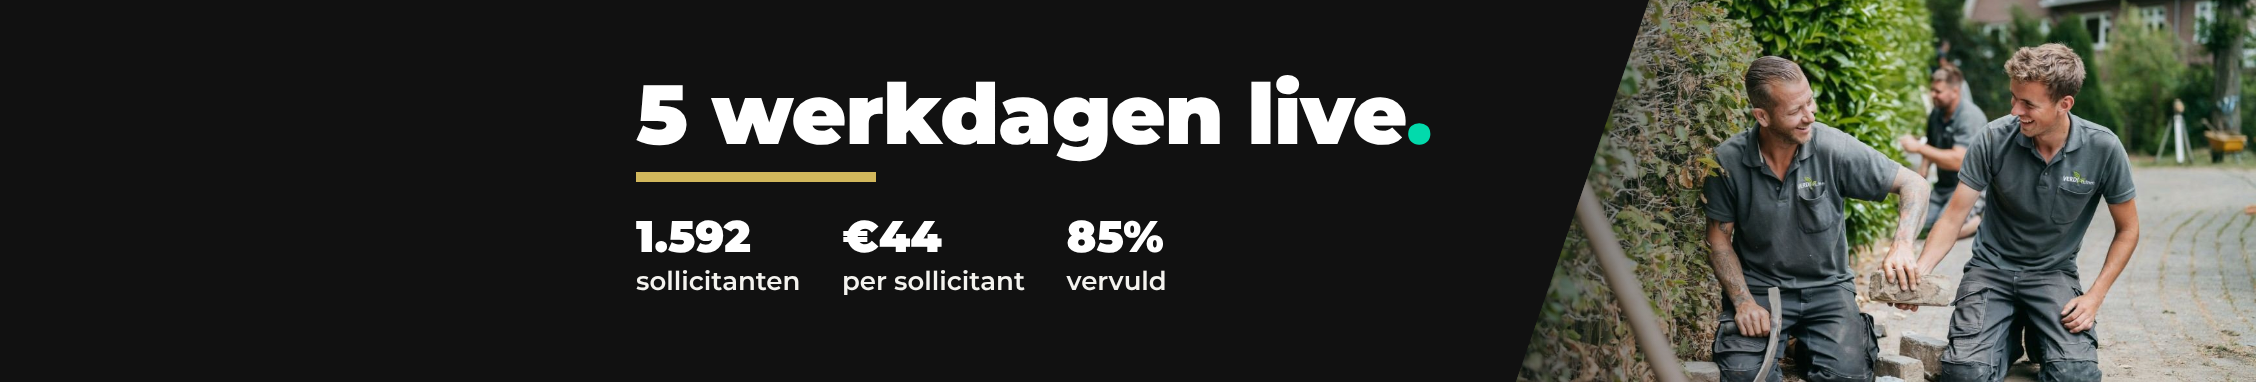 5 werkdagen live.
1.592 €44 85%
sollicitanten per sollicitant vervuld